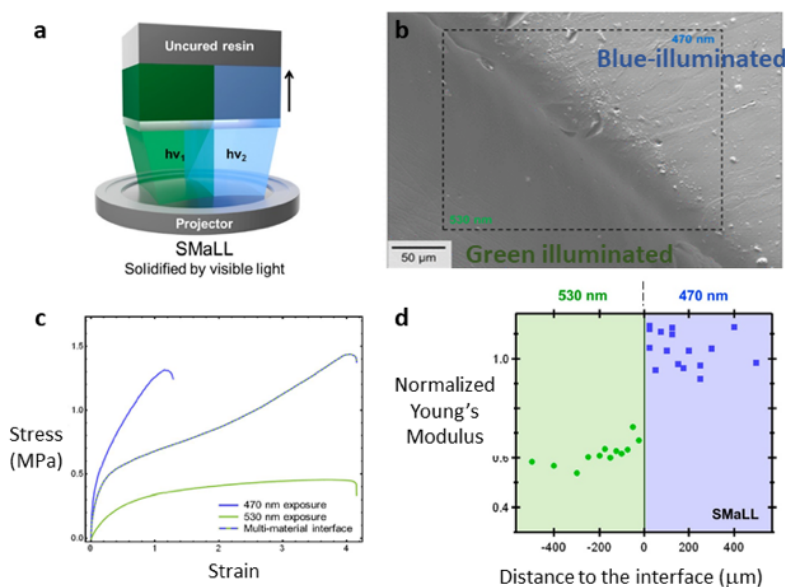 a
Uncured resin
hv₁
hv₂
Projector
SMaLL
Solidified by visible light
b
470 nm
Blue-illuminated
530 nm
Green illuminated
50 µm
c
Stress
(MPa)
1.5
1.0
0.5
0.0
470 nm exposure
530 nm exposure
Multi-material interface
0
1
2
3
4
Strain
d
530 nm
470 nm
Normalized
Young's
Modulus
1.0
0.6
0.4
SMaLL
-400
-200
0
200
400
Distance to the interface (µm)